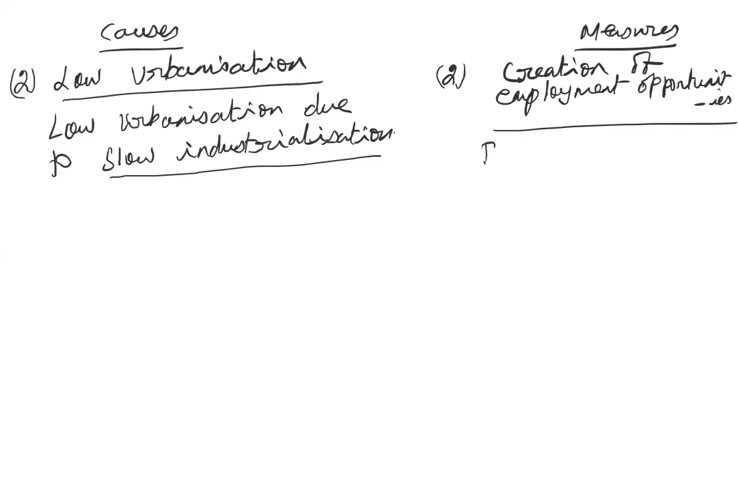 Causes
(2) Low Urbanisation
Low urbanisation due
to slow industrialisation.
Measures
(2) Creation of
employment opportunit
-ies